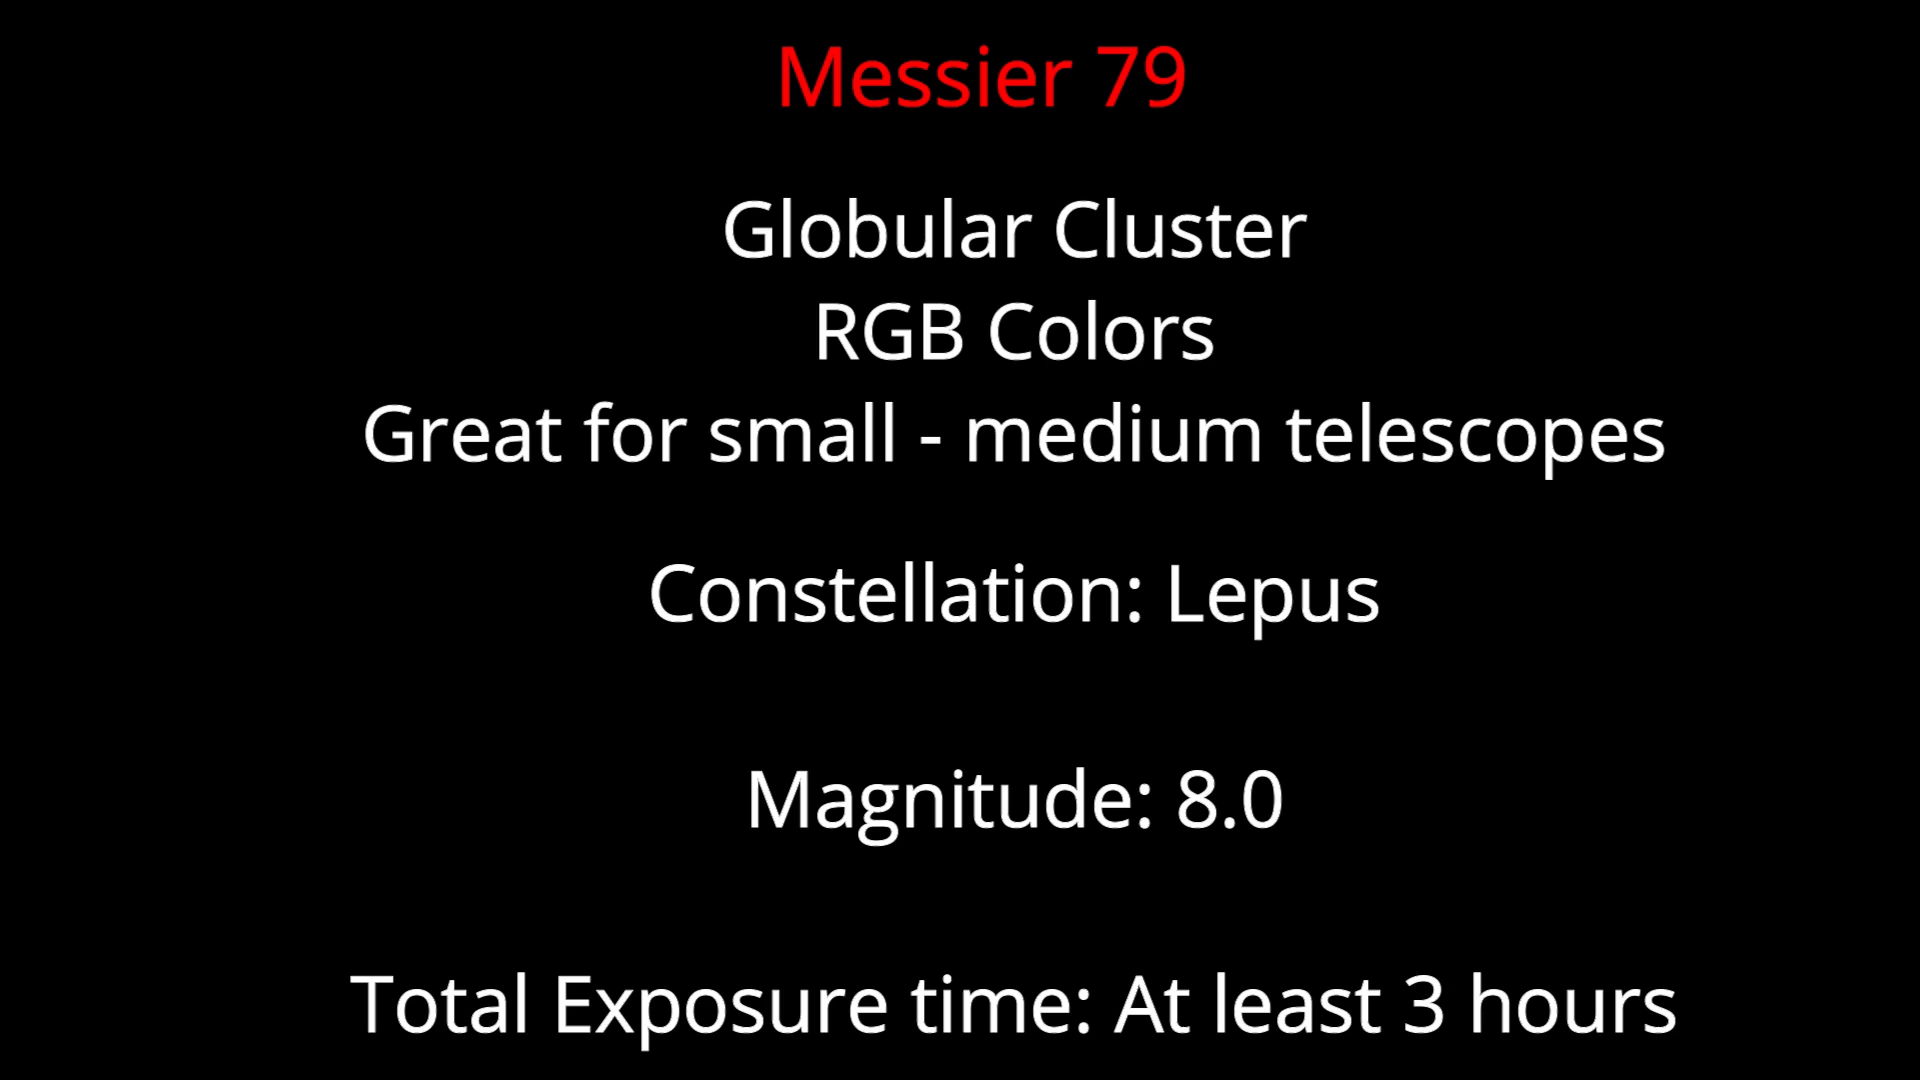 Messier 79
Globular Cluster
RGB Colors
Great for small - medium telescopes
Constellation: Lepus
Magnitude: 8.0
Total Exposure time: At least 3 hours